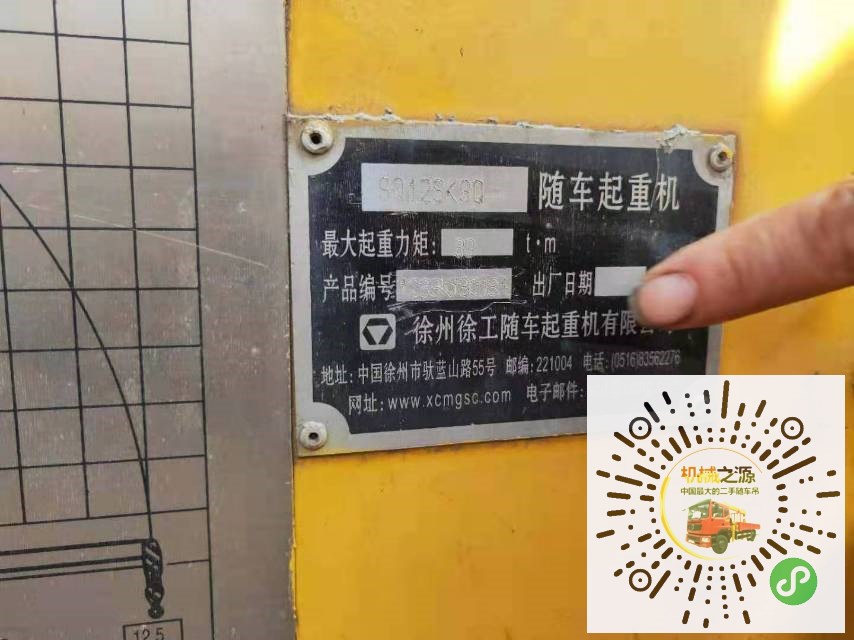 SQ12SK3Q 随车起重机
最大起重力矩: 30 t·m
产品编号 出厂日期
徐州徐工随车起重机有限
地址: 中国徐州市驮蓝山路55号 邮编: 221004 电话: (0516)83562276
网址: www.xcmgsc.com 电子邮件:
机械之源
中国最大的二手随车吊
12.5